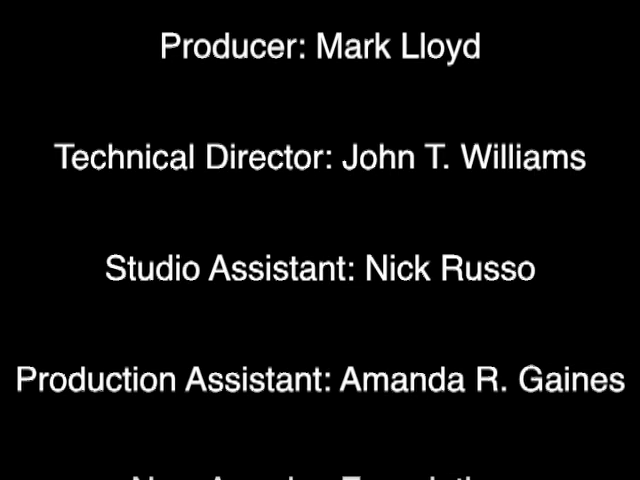 Producer: Mark Lloyd
Technical Director: John T. Williams
Studio Assistant: Nick Russo
Production Assistant: Amanda R. Gaines